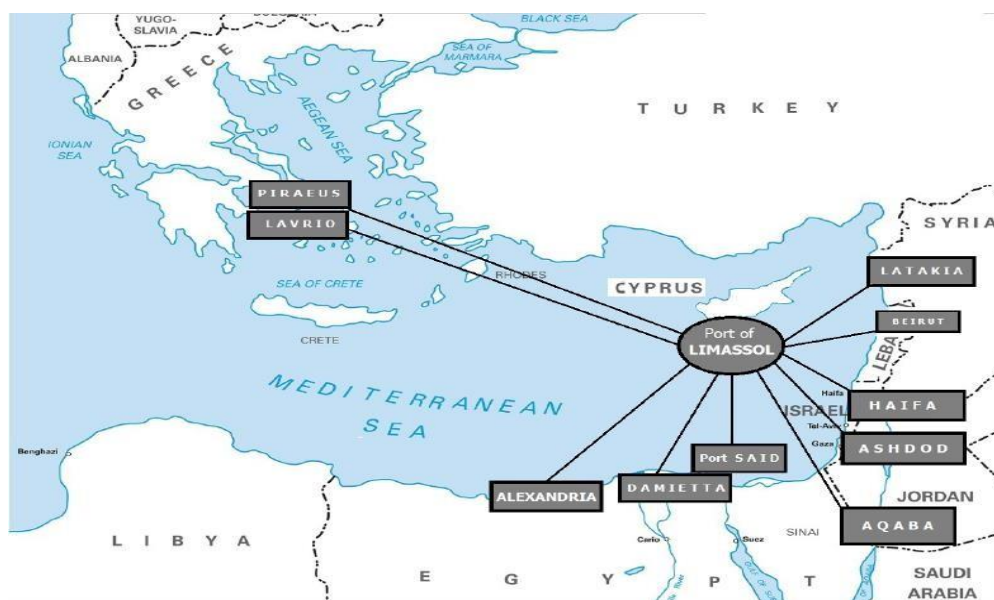 YUGO-
SLAVIA
BLACK SEA
ALBANIA
SEA OF
MARMARA
GREECE
TURKEY
AEGEAN SEA
IONIAN
SEA
PIRAEUS
LAVRIO
SYRIA
RHODES
LATAKIA
SEA OF CRETE
CYPRUS
BEIRUT
Port of
LIMASSOL
CRETE
LEBA
MEDITERRANEAN
SEA
Haifa
HAIFA
ISRAEL
Tel-Aviv
Gaza
ASHDOD
Benghazi
Port SAID
DAMIETTA
ALEXANDRIA
JORDAN
AQABA
SINAI
LIBYA
Cario
Suez
EGYPT
SAUDI
ARABIA